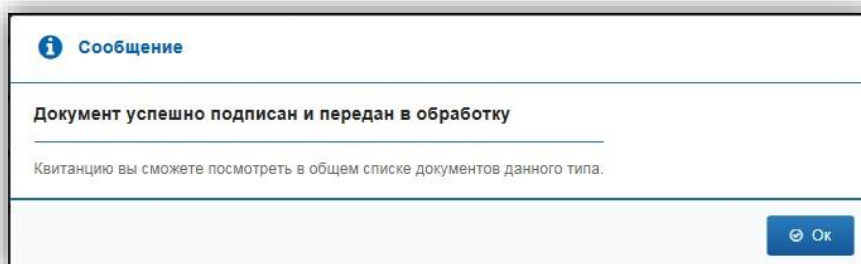 Сообщение
Документ успешно подписан и передан в обработку
Квитанцию вы сможете посмотреть в общем списке документов данного типа.
Ок